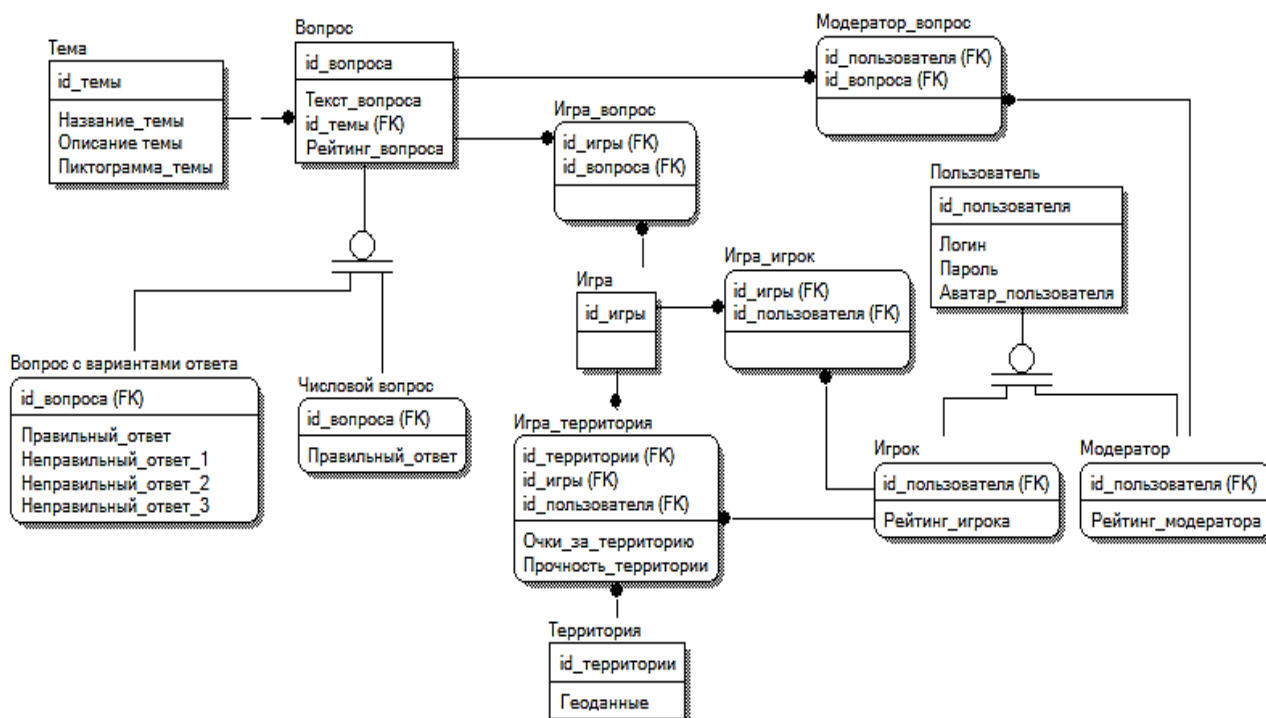 Тема
id_темы
Название_темы
Описание темы
Пиктограмма_темы
Вопрос
id_вопроса
Текст_вопроса
id_темы (FK)
Рейтинг_вопроса
Модератор_вопрос
id_пользователя (FK)
id_вопроса (FK)
Игра_вопрос
id_игры (FK)
id_вопроса (FK)
Пользователь
id_пользователя
Логин
Пароль
Аватар_пользователя
Игра
id_игры
Игра_игрок
id_игры (FK)
id_пользователя (FK)
Вопрос с вариантами ответа
id_вопроса (FK)
Правильный_ответ
Неправильный_ответ_1
Неправильный_ответ_2
Неправильный_ответ_3
Числовой вопрос
id_вопроса (FK)
Правильный_ответ
Игра_территория
id_территории (FK)
id_игры (FK)
id_пользователя (FK)
Очки_за_территорию
Прочность_территории
Игрок
id_пользователя (FK)
Рейтинг_игрока
Модератор
id_пользователя (FK)
Рейтинг_модератора
Территория
id_территории
Геоданные